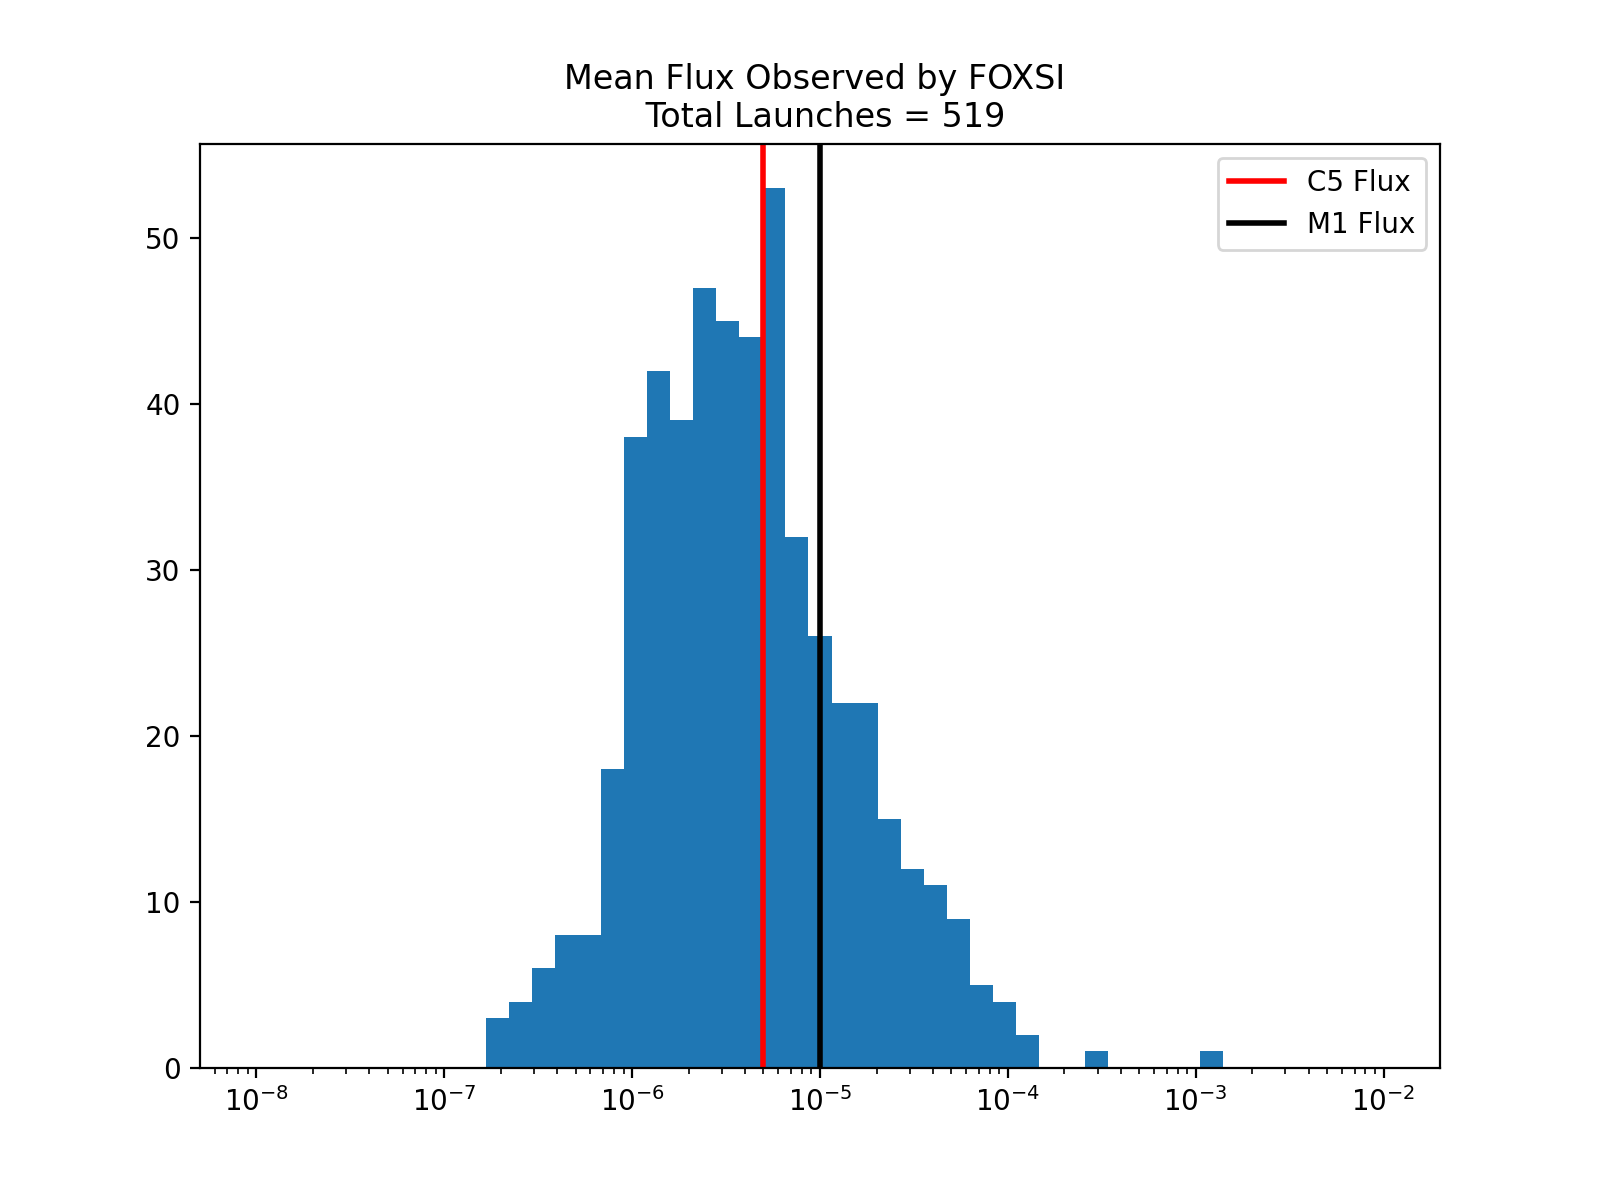 Mean Flux Observed by FOXSI
Total Launches = 519
C5 Flux
M1 Flux
50
40
30
20
10
0
10⁻⁸ 10⁻⁷ 10⁻⁶ 10⁻⁵ 10⁻⁴ 10⁻³ 10⁻²